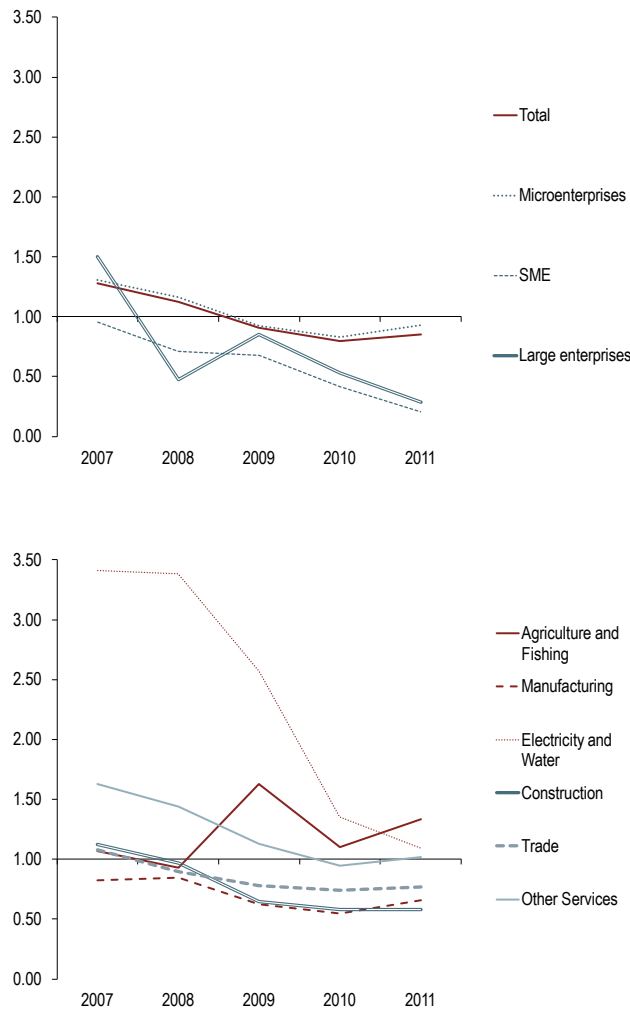 3.50
3.00
2.50
2.00
1.50
1.00
0.50
0.00
2007 2008 2009 2010 2011
Total
Microenterprises
SME
Large enterprises
3.50
3.00
2.50
2.00
1.50
1.00
0.50
0.00
2007 2008 2009 2010 2011
Agriculture and
Fishing
Manufacturing
Electricity and
Water
Construction
Trade
Other Services